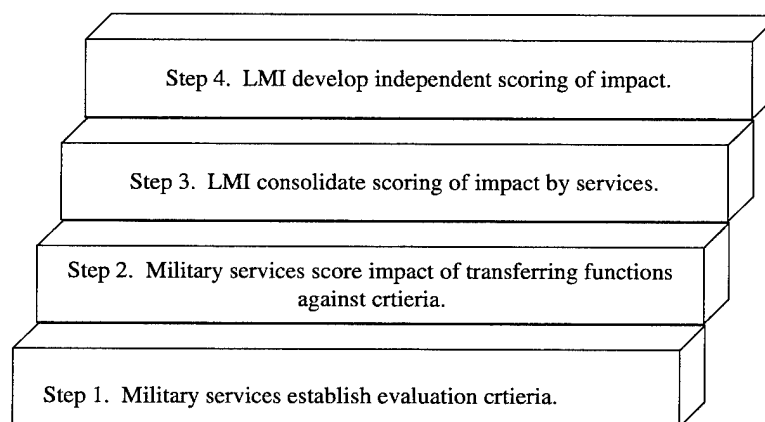 Step 4.  LMI develop independent scoring of impact.
Step 3.  LMI consolidate scoring of impact by services.
Step 2.  Military services score impact of transferring functions
against crtieria.
Step 1.  Military services establish evaluation crtieria.